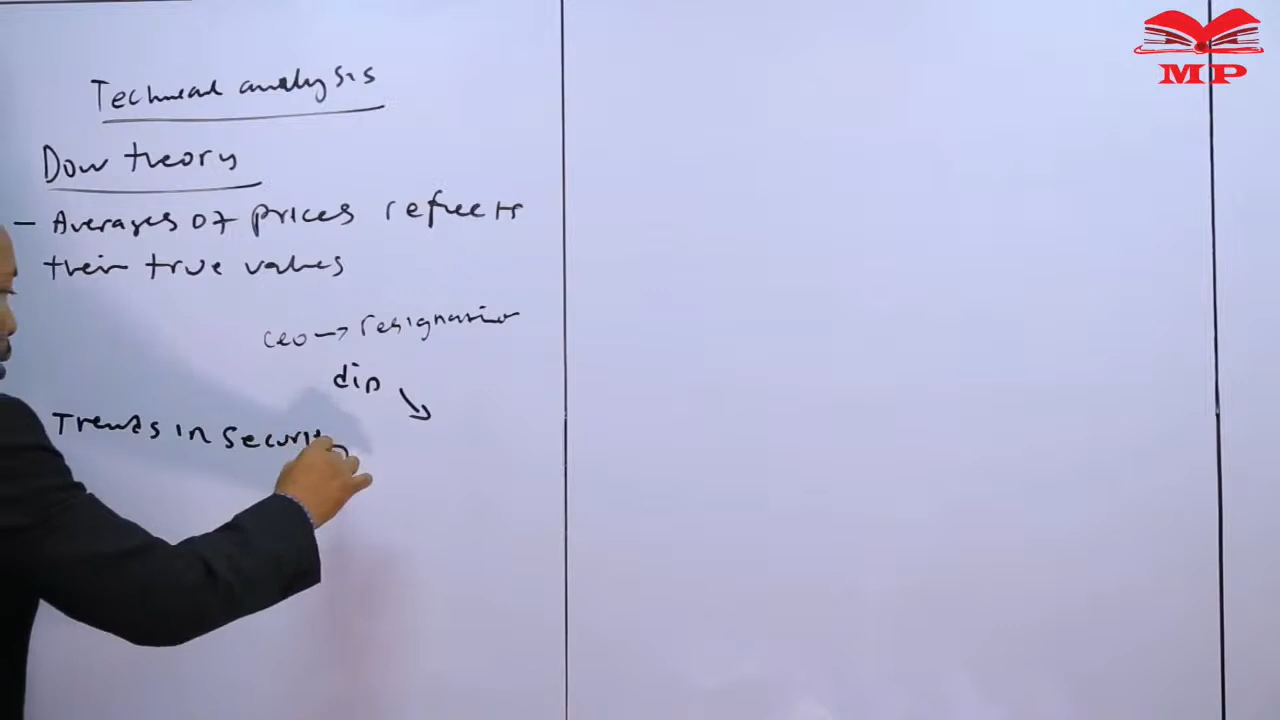 MP
Technical analysis
Dow theory
- Averages of prices reflects
their true values
CEO → resignation
dip
Trends in securit